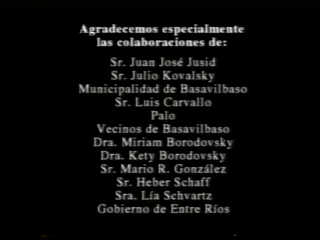 Agradecemos especialmente
las colaboraciones de:
Sr. Juan José Jusid
Sr. Julio Kovalsky
Municipalidad de Basavilbaso
Sr. Luis Carvallo
Palo
Vecinos de Basavilbaso
Dra. Miriam Borodovsky
Dra. Kety Borodovsky
Sr. Mario R. González
Sr. Heber Schaff
Sra. Lía Schvartz
Gobierno de Entre Ríos